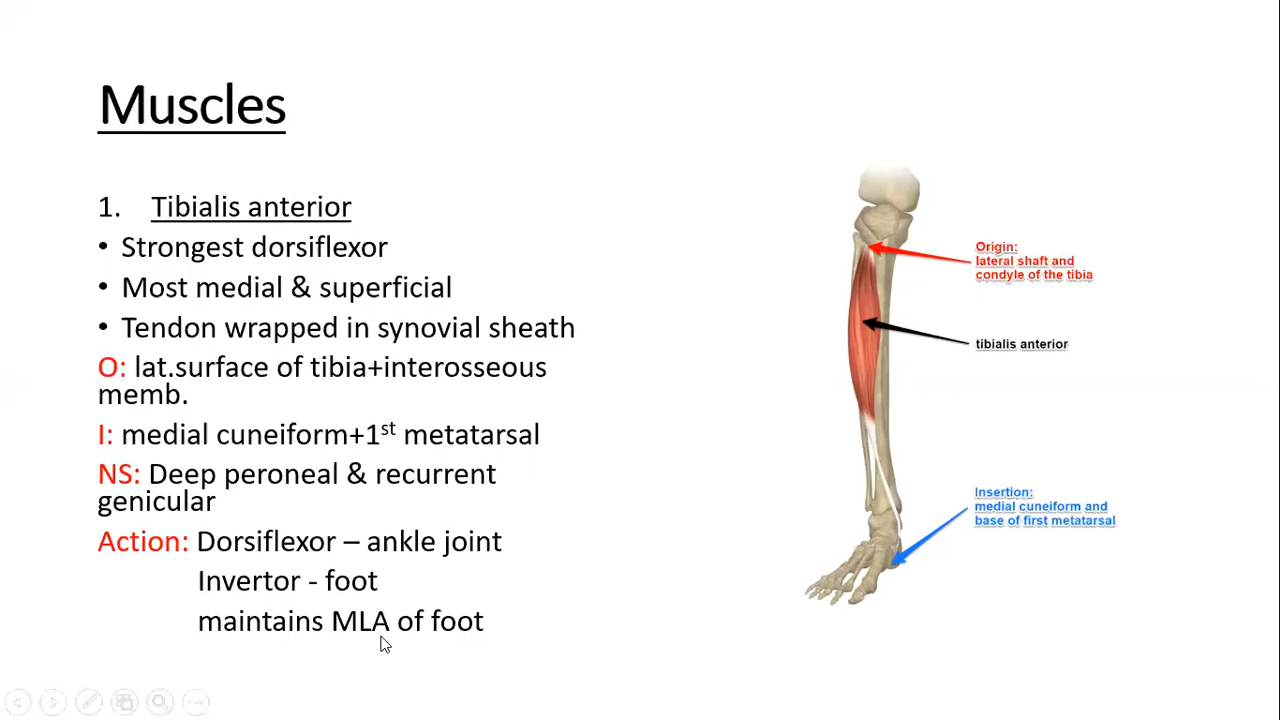 Muscles
1. Tibialis anterior
• Strongest dorsiflexor
• Most medial & superficial
• Tendon wrapped in synovial sheath
O: lat.surface of tibia+interosseous
memb.
I: medial cuneiform+1st metatarsal
NS: Deep peroneal & recurrent
genicular
Action: Dorsiflexor – ankle joint
Invertor - foot
maintains MLA of foot
Origin:
lateral shaft and
condyle of the tibia
tibialis anterior
Insertion:
medial cuneiform and
base of first metatarsal